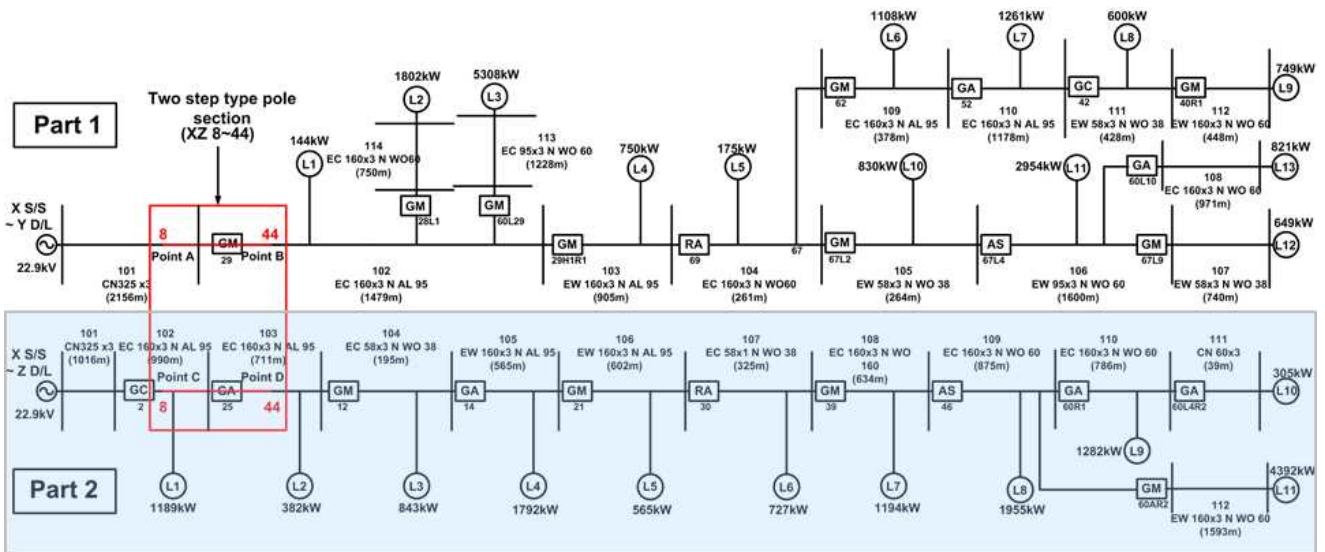 1108kW
1261kW
600kW
L6
L7
L8
749kW
1802kW
5308kW
GM
GA
GC
GM
L9
62
52
42
40R1
Two step type pole
section
(XZ 8~44)
L2
L3
109
EC 160x3 N AL 95
(378m)
110
EC 160x3 N AL 95
(1178m)
111
EW 58x3 N WO 38
(428m)
112
EW 160x3 N WO 60
(448m)
Part 1
144kW
L1
114
EC 160x3 N WO60
(750m)
113
EC 95x3 N WO 60
(1228m)
750kW
L4
175kW
L5
830kW
L10
2954kW
L11
821kW
GA
L13
60L10
108
EC 160x3 N WO 60
(971m)
GM
28L1
GM
60L29
X S/S
~ Y D/L
22.9kV
8
44
GM
29
Point A
Point B
GM
29H1R1
RA
69
67
GM
67L2
AS
67L4
GM
67L9
649kW
L12
101
CN325 x3
(2156m)
102
EC 160x3 N AL 95
(1479m)
103
EW 160x3 N AL 95
(905m)
104
EC 160x3 N WO60
(261m)
105
EW 58x3 N WO 38
(264m)
106
EW 95x3 N WO 60
(1600m)
107
EW 58x3 N WO 38
(740m)
101
CN325 x3
(1016m)
102
EC 160x3 N AL 95
(990m)
103
EC 160x3 N AL 95
(711m)
104
EC 58x3 N WO 38
(195m)
105
EW 160x3 N AL 95
(565m)
106
EW 160x3 N AL 95
(602m)
107
EC 58x1 N WO 38
(325m)
108
EC 160x3 N WO
160
(634m)
109
EC 160x3 N WO 60
(875m)
110
EC 160x3 N WO 60
(786m)
111
CN 60x3
(39m)
X S/S
~ Z D/L
22.9kV
Point C
Point D
GC
2
8
GA
25
44
GM
12
GA
14
GM
21
RA
30
GM
39
AS
46
GA
60R1
GA
60L4R2
305kW
L10
1282kW
L9
Part 2
L1
1189kW
L2
382kW
L3
843kW
L4
1792kW
L5
565kW
L6
727kW
L7
1194kW
L8
1955kW
GM
60AR2
4392kW
L11
112
EW 160x3 N WO 60
(1593m)